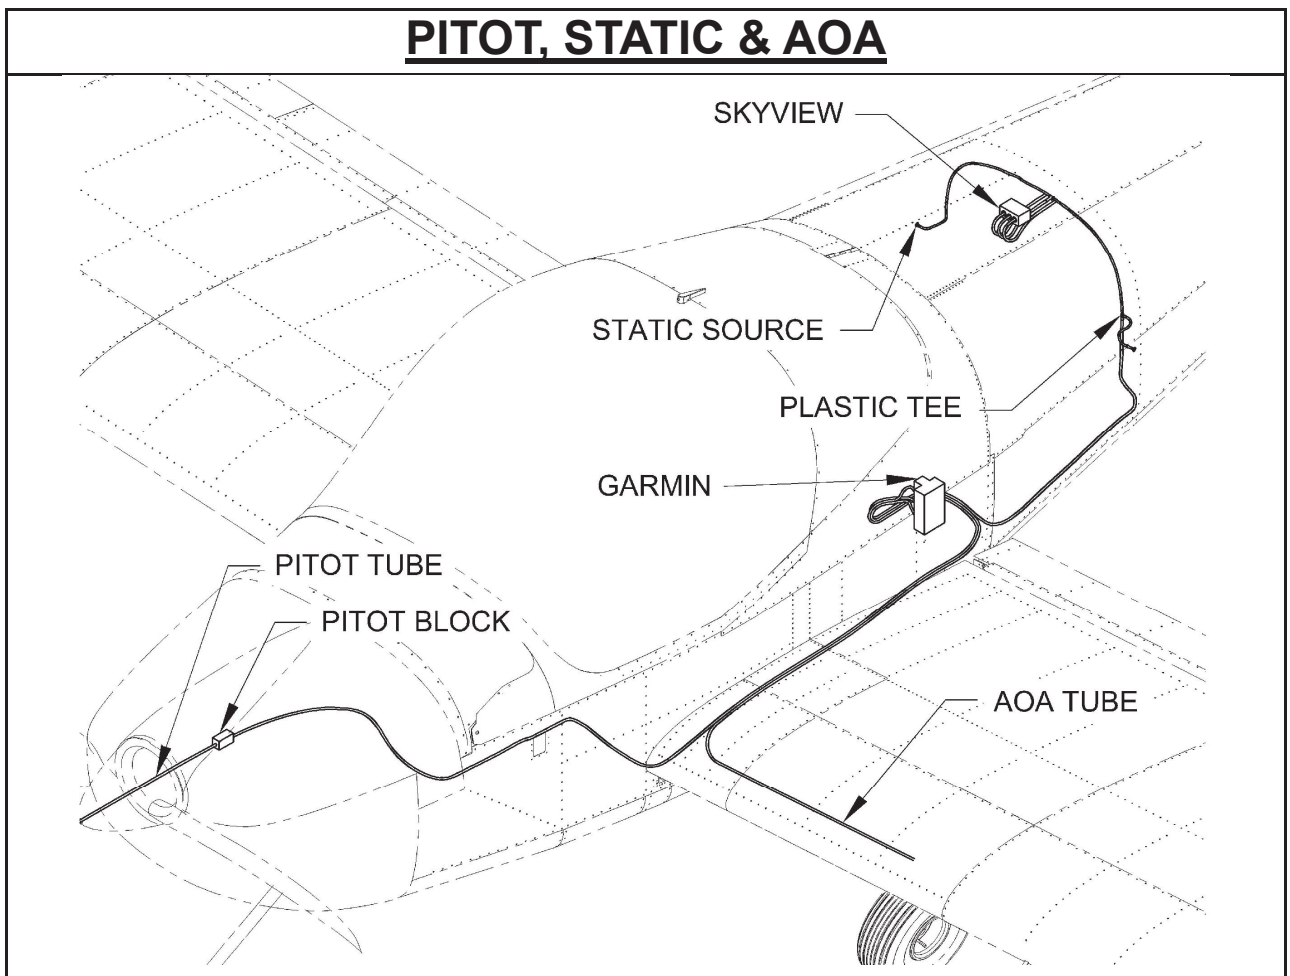 PITOT, STATIC & AOA
SKYVIEW
STATIC SOURCE
PLASTIC TEE
GARMIN
PITOT TUBE
PITOT BLOCK
AOA TUBE